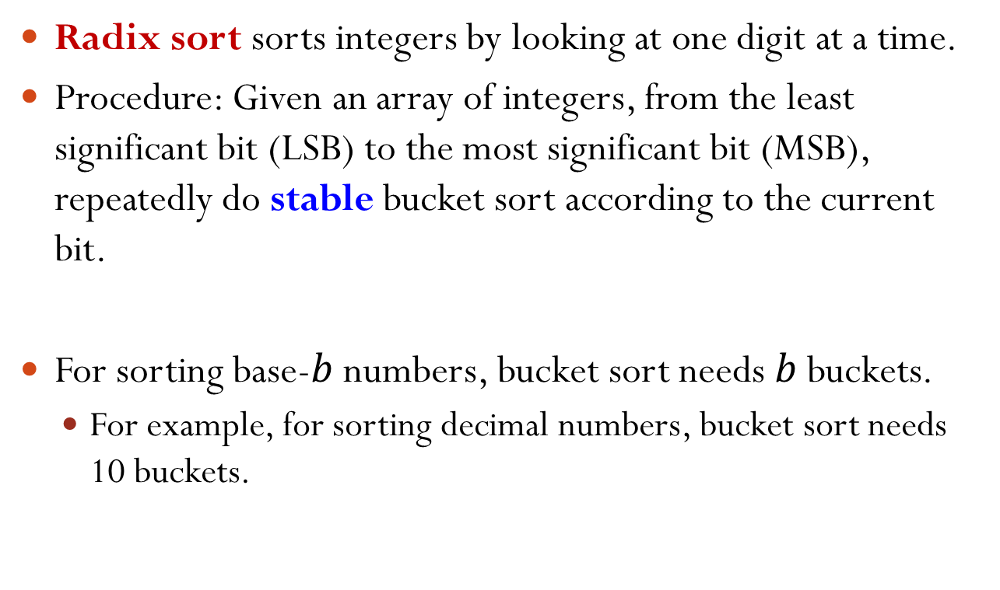 • Radix sort sorts integers by looking at one digit at a time.
• Procedure: Given an array of integers, from the least
significant bit (LSB) to the most significant bit (MSB),
repeatedly do stable bucket sort according to the current
bit.
• For sorting base-b numbers, bucket sort needs b buckets.
• For example, for sorting decimal numbers, bucket sort needs
10 buckets.